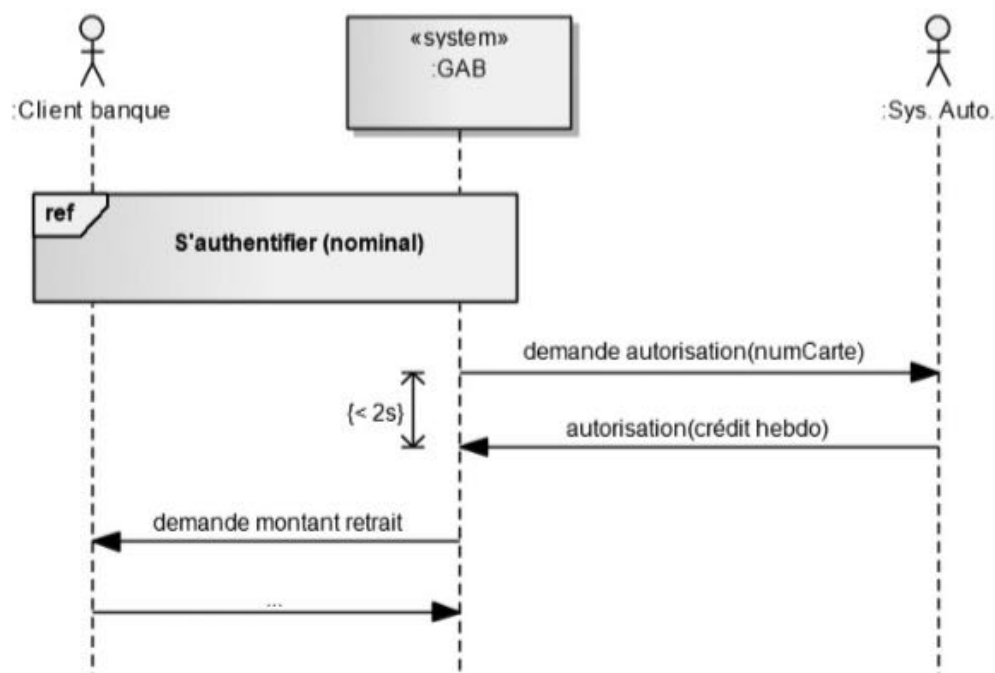 «system»
:GAB
:Client banque
:Sys. Auto.
ref
S'authentifier (nominal)
demande autorisation(numCarte)
{< 2s}
autorisation(crédit hebdo)
demande montant retrait
...